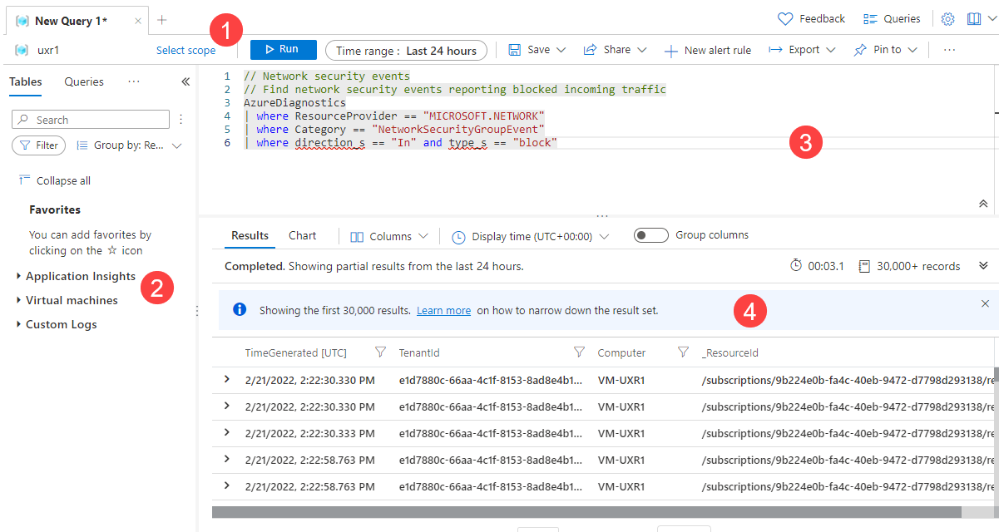 New Query 1*
Feedback
Queries
1
uxr1
Select scope
Run
Time range : Last 24 hours
Save
Share
New alert rule
Export
Pin to
Tables
Queries
Search
Filter
Group by: Re...
Collapse all
Favorites
You can add favorites by
clicking on the ☆ icon
Application Insights
Virtual machines
Custom Logs
2
1 // Network security events
2 // Find network security events reporting blocked incoming traffic
3 AzureDiagnostics
4 | where ResourceProvider == "MICROSOFT.NETWORK"
5 | where Category == "NetworkSecurityGroupEvent"
6 | where direction_s == "In" and type_s == "block"
3
Results
Chart
Columns
Display time (UTC+00:00)
Group columns
Completed. Showing partial results from the last 24 hours.
00:03.1
30,000+ records
Showing the first 30,000 results. Learn more on how to narrow down the result set.
4
TimeGenerated [UTC] TenantId Computer _ResourceId
2/21/2022, 2:22:30.330 PM e1d7880c-66aa-4c1f-8153-8ad8e4b1... VM-UXR1 /subscriptions/9b224e0b-fa4c-40eb-9472-d7798d293138/re
2/21/2022, 2:22:30.330 PM e1d7880c-66aa-4c1f-8153-8ad8e4b1... VM-UXR1 /subscriptions/9b224e0b-fa4c-40eb-9472-d7798d293138/re
2/21/2022, 2:22:30.333 PM e1d7880c-66aa-4c1f-8153-8ad8e4b1... VM-UXR1 /subscriptions/9b224e0b-fa4c-40eb-9472-d7798d293138/re
2/21/2022, 2:22:58.763 PM e1d7880c-66aa-4c1f-8153-8ad8e4b1... VM-UXR1 /subscriptions/9b224e0b-fa4c-40eb-9472-d7798d293138/re
2/21/2022, 2:22:58.763 PM e1d7880c-66aa-4c1f-8153-8ad8e4b1... VM-UXR1 /subscriptions/9b224e0b-fa4c-40eb-9472-d7798d293138/re